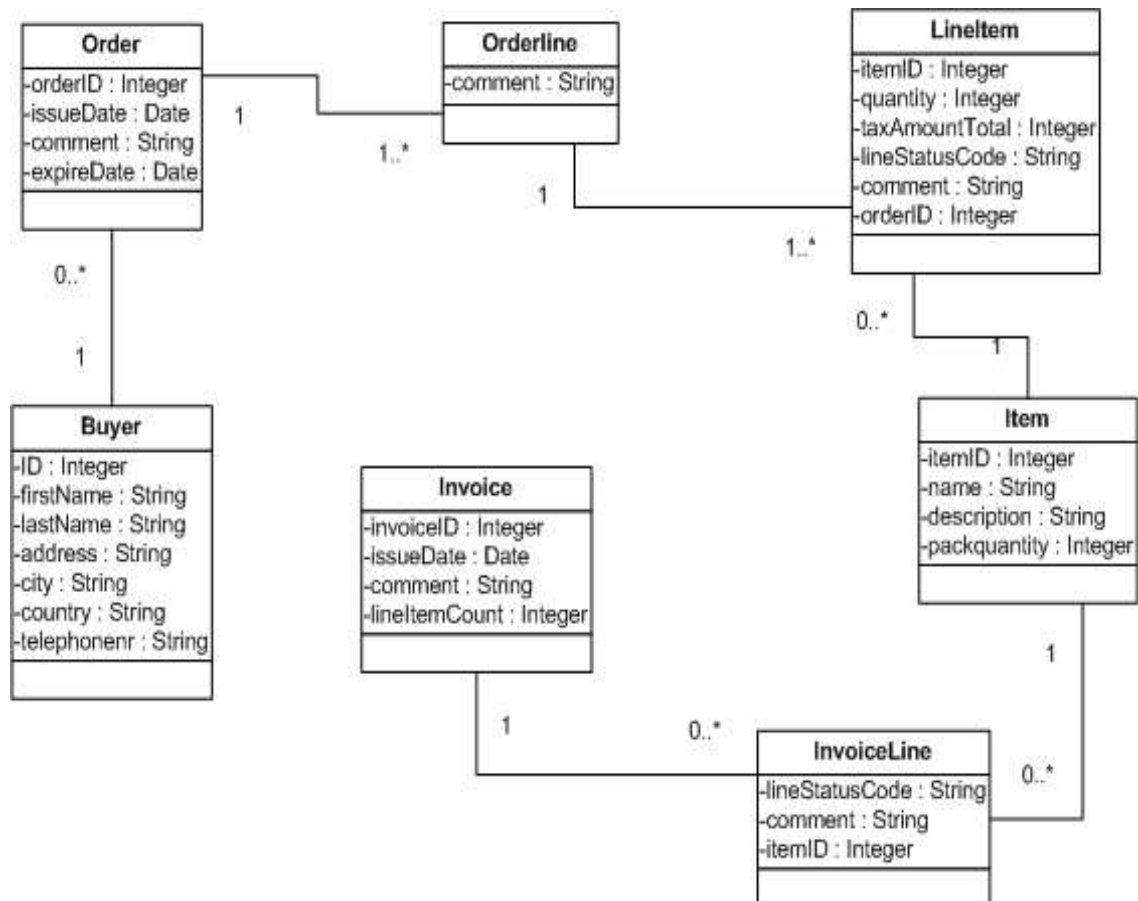 Order
-orderID : Integer
-issueDate : Date
-comment : String
-expireDate : Date
1
1..*
Orderline
-comment : String
1
1..*
LineItem
-itemID : Integer
-quantity : Integer
-taxAmountTotal : Integer
-lineStatusCode : String
-comment : String
-orderID : Integer
0..*
1
0..*
1
Buyer
-ID : Integer
-firstName : String
-lastName : String
-address : String
-city : String
-country : String
-telephonenr : String
Invoice
-invoiceID : Integer
-issueDate : Date
-comment : String
-lineItemCount : Integer
Item
-itemID : Integer
-name : String
-description : String
-packquantity : Integer
1
0..*
1
0..*
InvoiceLine
-lineStatusCode : String
-comment : String
-itemID : Integer